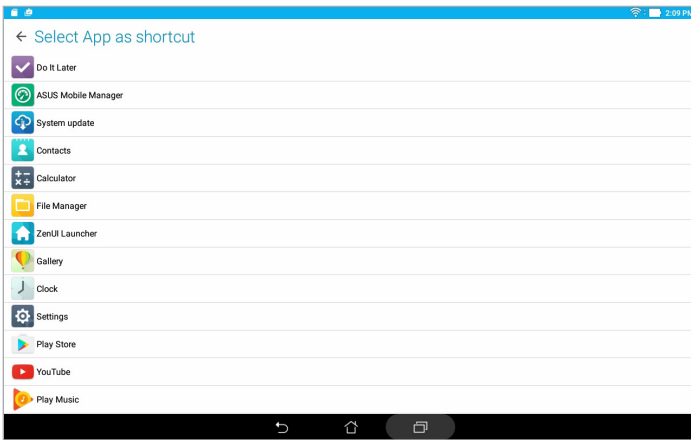 2:09 PM
Select App as shortcut
Do It Later
ASUS Mobile Manager
System update
Contacts
Calculator
File Manager
ZenUI Launcher
Gallery
Clock
Settings
Play Store
YouTube
Play Music